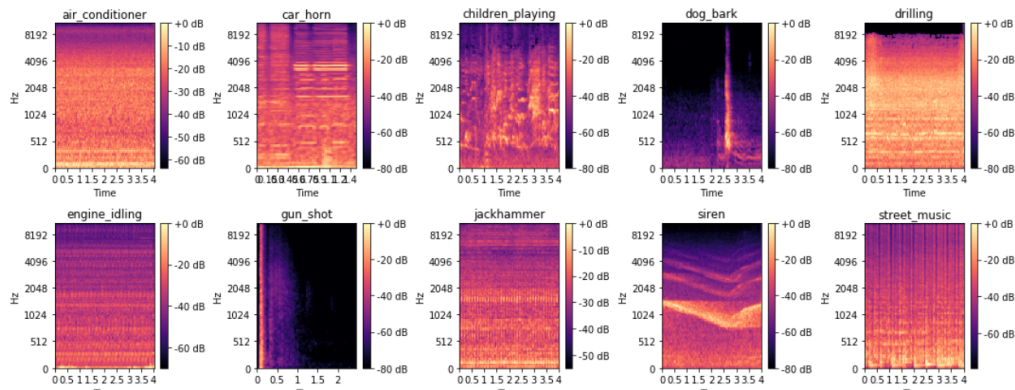 air_conditioner
8192
4096
2048
1024
512
0
Hz
0 0.5 1 1.5 2 2.5 3 3.5 4
Time
+0 dB
-10 dB
-20 dB
-30 dB
-40 dB
-50 dB
-60 dB
car_horn
8192
4096
2048
1024
512
0
Hz
Time
+0 dB
-20 dB
-40 dB
-60 dB
-80 dB
children_playing
8192
4096
2048
1024
512
0
Hz
0 0.5 1 1.5 2 2.5 3 3.5 4
Time
+0 dB
-20 dB
-40 dB
-60 dB
-80 dB
dog_bark
8192
4096
2048
1024
512
0
Hz
0 0.5 1 1.5 2 2.5 3 3.5 4
Time
+0 dB
-20 dB
-40 dB
-60 dB
-80 dB
drilling
8192
4096
2048
1024
512
0
Hz
0 0.5 1 1.5 2 2.5 3 3.5 4
Time
+0 dB
-20 dB
-40 dB
-60 dB
-80 dB
engine_idling
8192
4096
2048
1024
512
0
Hz
0 0.5 1 1.5 2 2.5 3 3.5 4
+0 dB
-20 dB
-40 dB
-60 dB
gun_shot
8192
4096
2048
1024
512
0
Hz
0 0.5 1 1.5 2
+0 dB
-20 dB
-40 dB
-60 dB
-80 dB
jackhammer
8192
4096
2048
1024
512
0
Hz
0 0.5 1 1.5 2 2.5 3 3.5 4
+0 dB
-10 dB
-20 dB
-30 dB
-40 dB
-50 dB
siren
8192
4096
2048
1024
512
0
Hz
0 0.5 1 1.5 2 2.5 3 3.5 4
+0 dB
-20 dB
-40 dB
-60 dB
-80 dB
street_music
8192
4096
2048
1024
512
0
Hz
0 0.5 1 1.5 2 2.5 3 3.5 4
+0 dB
-20 dB
-40 dB
-60 dB